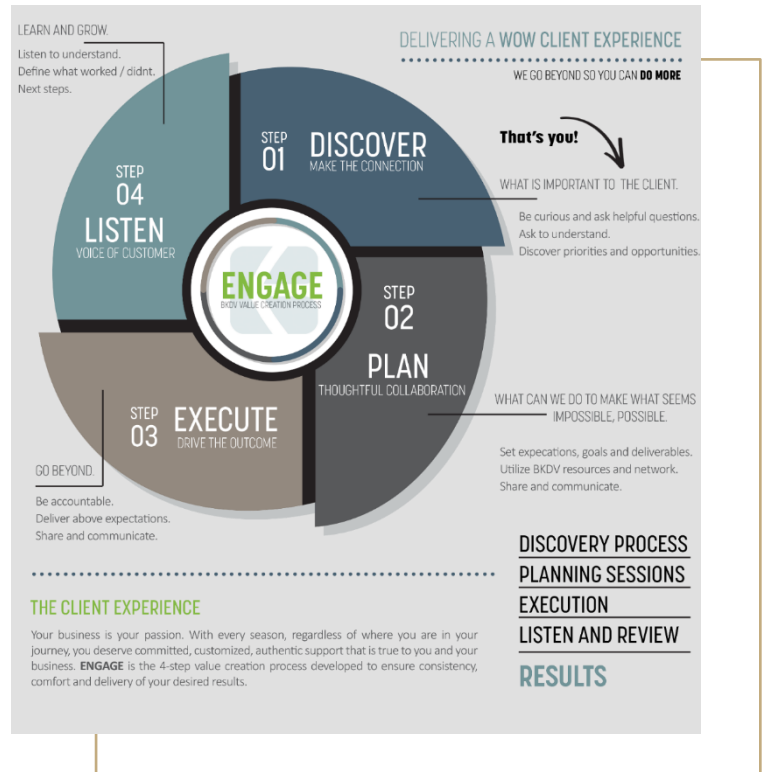 LEARN AND GROW.
Listen to understand.
Define what worked / didnt.
Next steps.
DELIVERING A WOW CLIENT EXPERIENCE
WE GO BEYOND SO YOU CAN DO MORE
That's you!
WHAT IS IMPORTANT TO THE CLIENT.
Be curious and ask helpful questions.
Ask to understand.
Discover priorities and opportunities.
STEP
01
DISCOVER
MAKE THE CONNECTION
STEP
04
LISTEN
VOICE OF CUSTOMER
ENGAGE
BKDV VALUE CREATION PROCESS
STEP
02
PLAN
THOUGHTFUL COLLABORATION
WHAT CAN WE DO TO MAKE WHAT SEEMS
IMPOSSIBLE, POSSIBLE.
Set expecations, goals and deliverables.
Utilize BKDV resources and network.
Share and communicate.
STEP
03
EXECUTE
DRIVE THE OUTCOME
GO BEYOND.
Be accountable.
Deliver above expectations.
Share and communicate.
THE CLIENT EXPERIENCE
Your business is your passion. With every season, regardless of where you are in your
journey, you deserve committed, customized, authentic support that is true to you and your
business. ENGAGE is the 4-step value creation process developed to ensure consistency,
comfort and delivery of your desired results.
DISCOVERY PROCESS
PLANNING SESSIONS
EXECUTION
LISTEN AND REVIEW
RESULTS